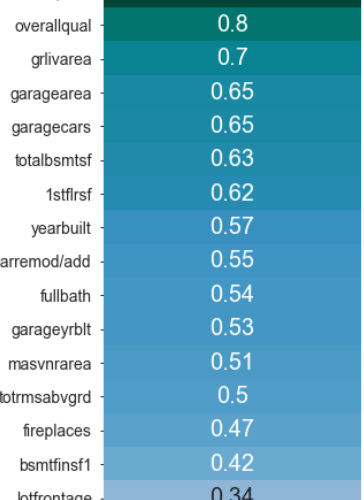 overallqual 0.8
grlivarea 0.7
garagearea 0.65
garagecars 0.65
totalbsmtsf 0.63
1stflrsf 0.62
yearbuilt 0.57
arremod/add 0.55
fullbath 0.54
garageyrblt 0.53
masvnrarea 0.51
totrmsabvgrd 0.5
fireplaces 0.47
bsmtfinsf1 0.42
lotfrontage 0.34